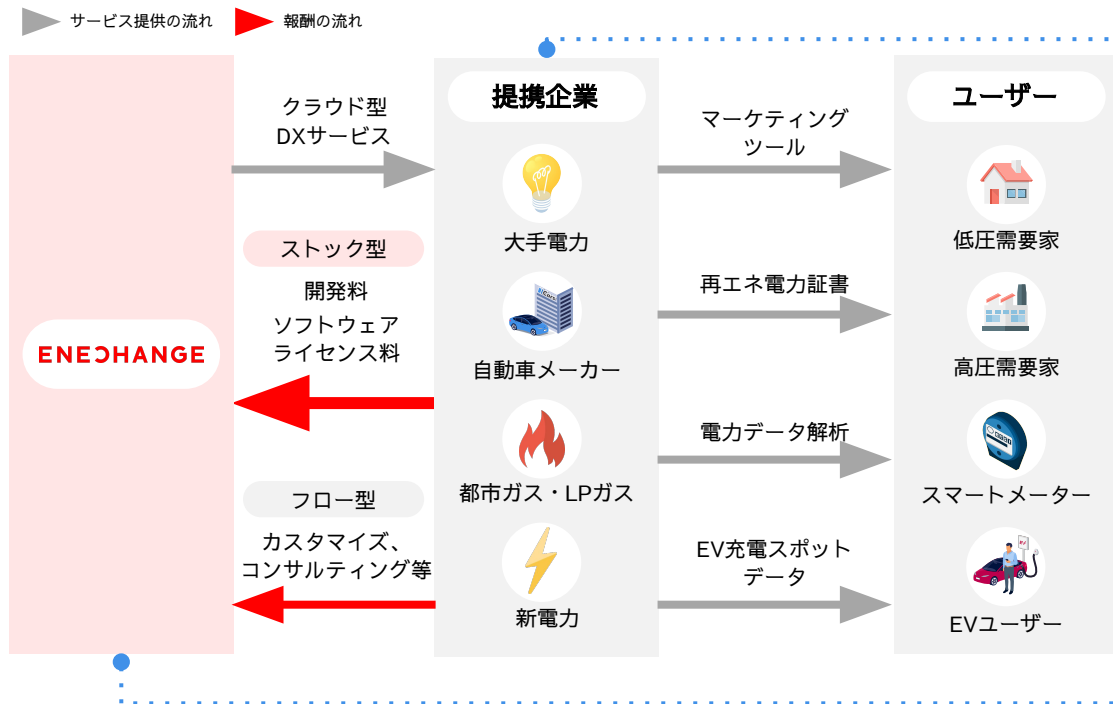 サービス提供の流れ
報酬の流れ
ENECHANGE
クラウド型
DXサービス
ストック型
開発料
ソフトウェア
ライセンス料
フロー型
カスタマイズ、
コンサルティング等
提携企業
大手電力
自動車メーカー
都市ガス・LPガス
新電力
マーケティング
ツール
再エネ電力証書
電力データ解析
EV充電スポット
データ
ユーザー
低圧需要家
高圧需要家
スマートメーター
EVユーザー